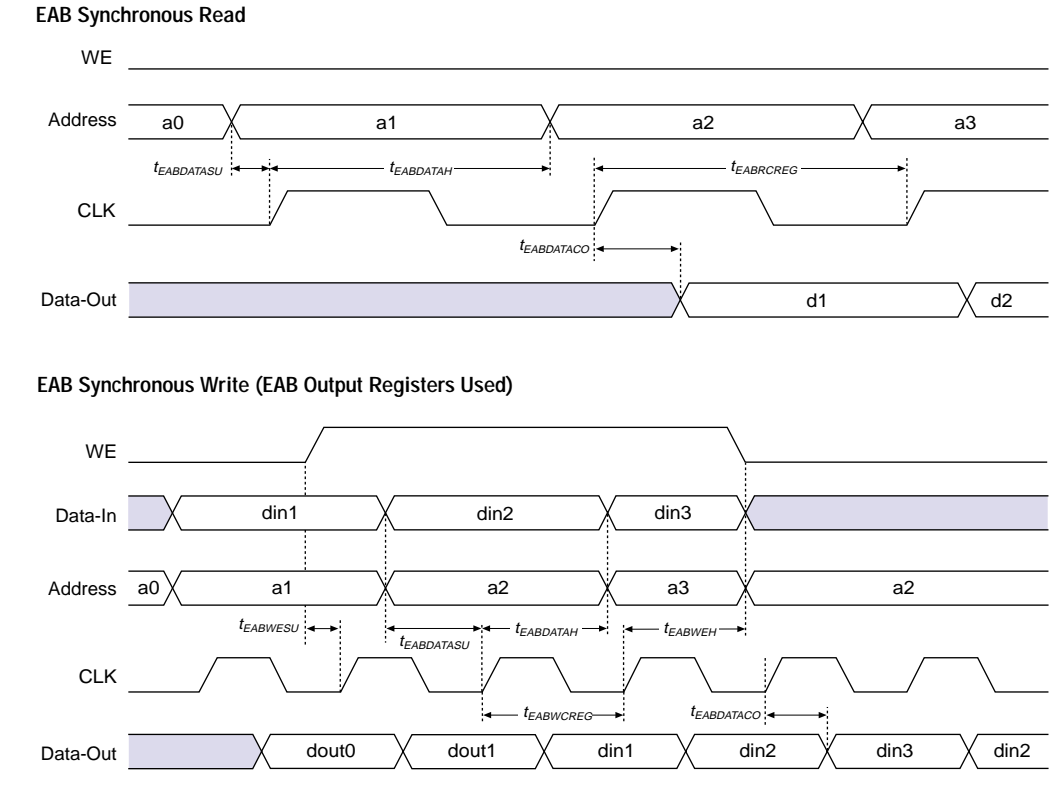 EAB Synchronous Read
WE
Address a0 a1 a2 a3
tEABDATASU tEABDATAH tEABRCREG
CLK
tEABDATACO
Data-Out d1 d2
EAB Synchronous Write (EAB Output Registers Used)
WE
Data-In din1 din2 din3
Address a0 a1 a2 a3 a2
tEABWESU tEABDATASU tEABDATAH tEABWEH
CLK
tEABWCREG tEABDATACO
Data-Out dout0 dout1 din1 din2 din3 din2